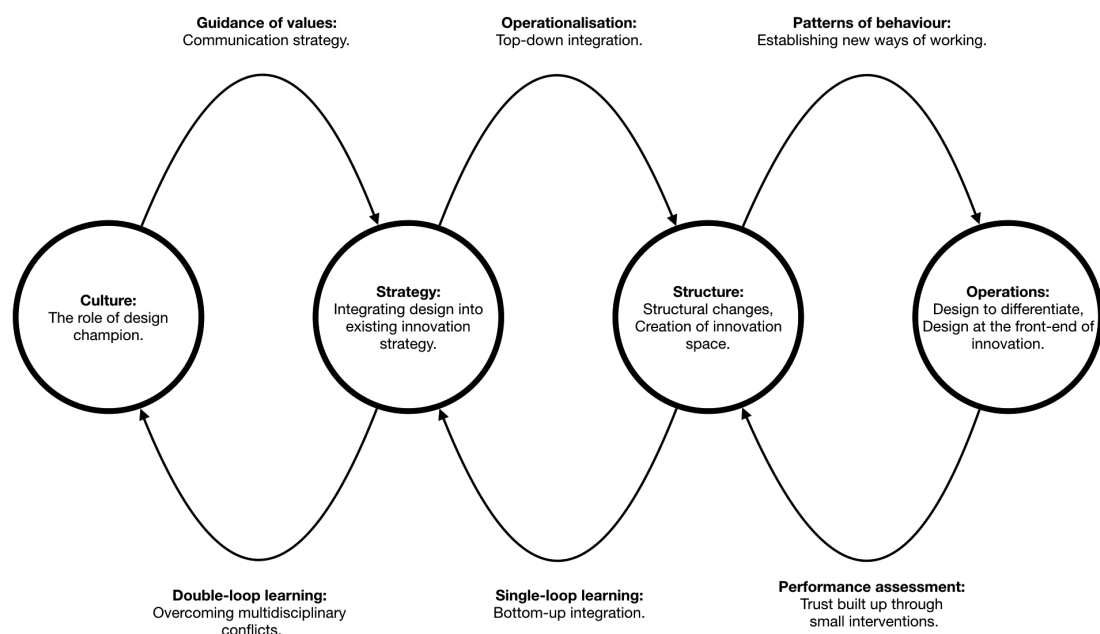 Guidance of values:
Communication strategy.
Operationalisation:
Top-down integration.
Patterns of behaviour:
Establishing new ways of working.
Culture:
The role of design
champion.
Strategy:
Integrating design into
existing innovation
strategy.
Structure:
Structural changes,
Creation of innovation
space.
Operations:
Design to differentiate,
Design at the front-end of
innovation.
Double-loop learning:
Overcoming multidisciplinary
conflicts.
Single-loop learning:
Bottom-up integration.
Performance assessment:
Trust built up through
small interventions.